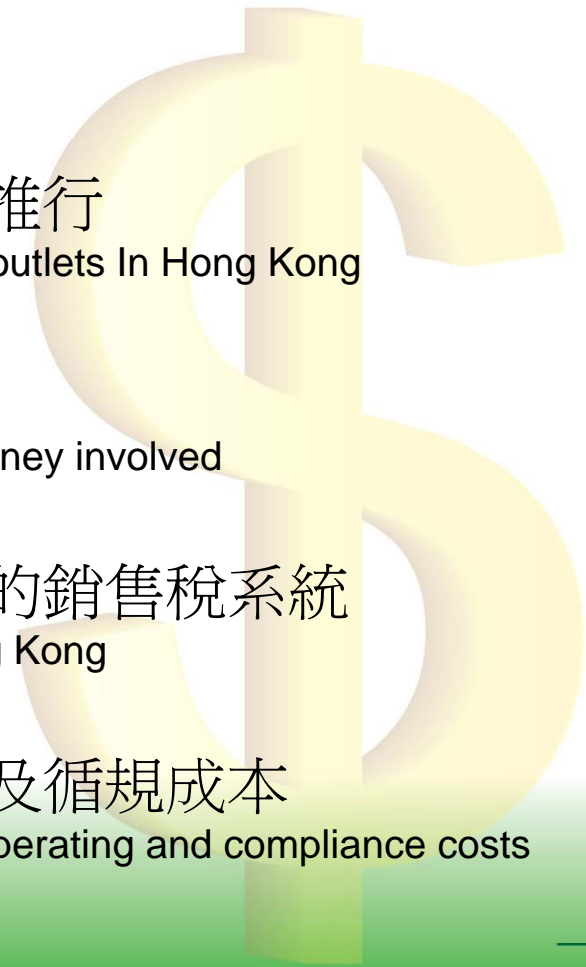 推行
outlets In Hong Kong
ney involved
的銷售稅系統
Kong
及循規成本
perating and compliance costs